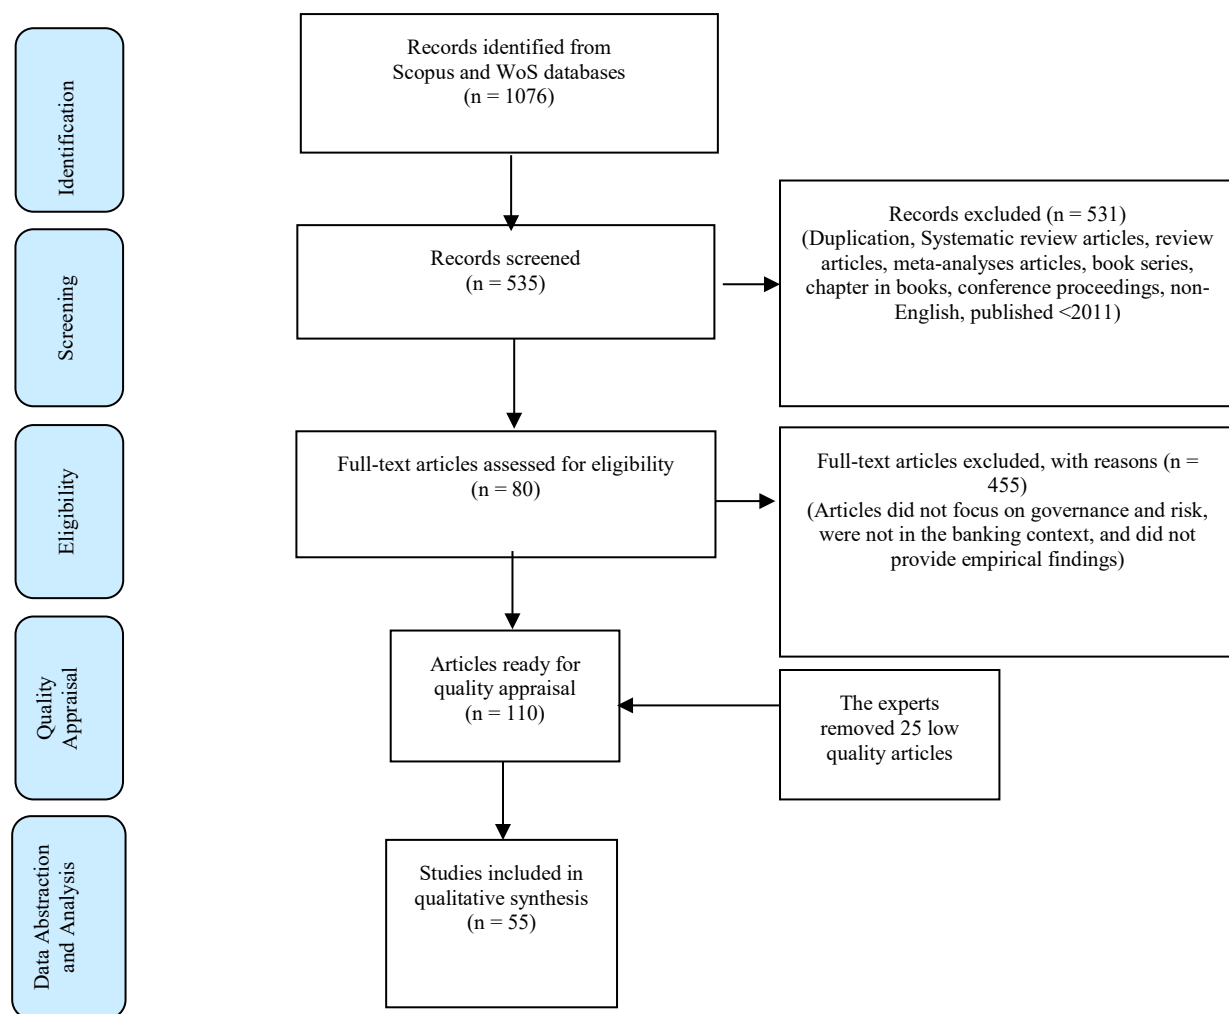 Identification
Records identified from
Scopus and WoS databases
(n = 1076)
Screening
Records screened
(n = 535)
Records excluded (n = 531)
(Duplication, Systematic review articles, review
articles, meta-analyses articles, book series,
chapter in books, conference proceedings, non-
English, published <2011)
Eligibility
Full-text articles assessed for eligibility
(n = 80)
Full-text articles excluded, with reasons (n =
455)
(Articles did not focus on governance and risk,
were not in the banking context, and did not
provide empirical findings)
Quality
Appraisal
Articles ready for
quality appraisal
(n = 110)
The experts
removed 25 low
quality articles
Data Abstraction
and Analysis
Studies included in
qualitative synthesis
(n = 55)